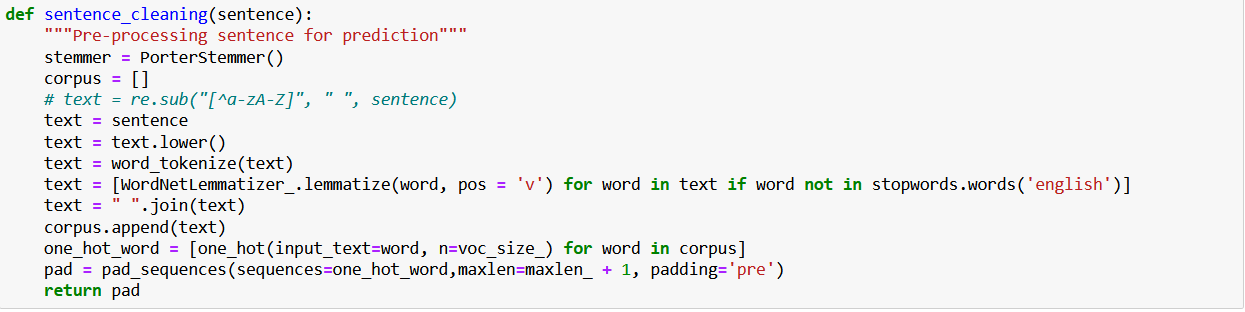 def sentence_cleaning(sentence):
    """Pre-processing sentence for prediction"""
    stemmer = PorterStemmer()
    corpus = []
    # text = re.sub("[^a-zA-Z]", " ", sentence)
    text = sentence
    text = text.lower()
    text = word_tokenize(text)
    text = [WordNetLemmatizer_.lemmatize(word, pos = 'v') for word in text if word not in stopwords.words('english')]
    text = " ".join(text)
    corpus.append(text)
    one_hot_word = [one_hot(input_text=word, n=voc_size_) for word in corpus]
    pad = pad_sequences(sequences=one_hot_word,maxlen=maxlen_ + 1, padding='pre')
    return pad